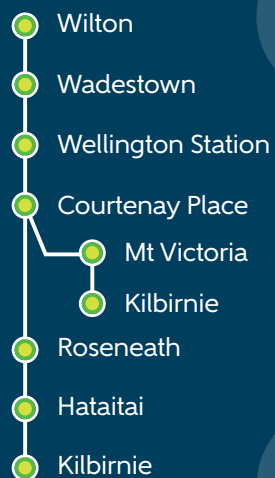 Wilton
Wadestown
Wellington Station
Courtenay Place
Mt Victoria
Kilbirnie
Roseneath
Hataitai
Kilbirnie